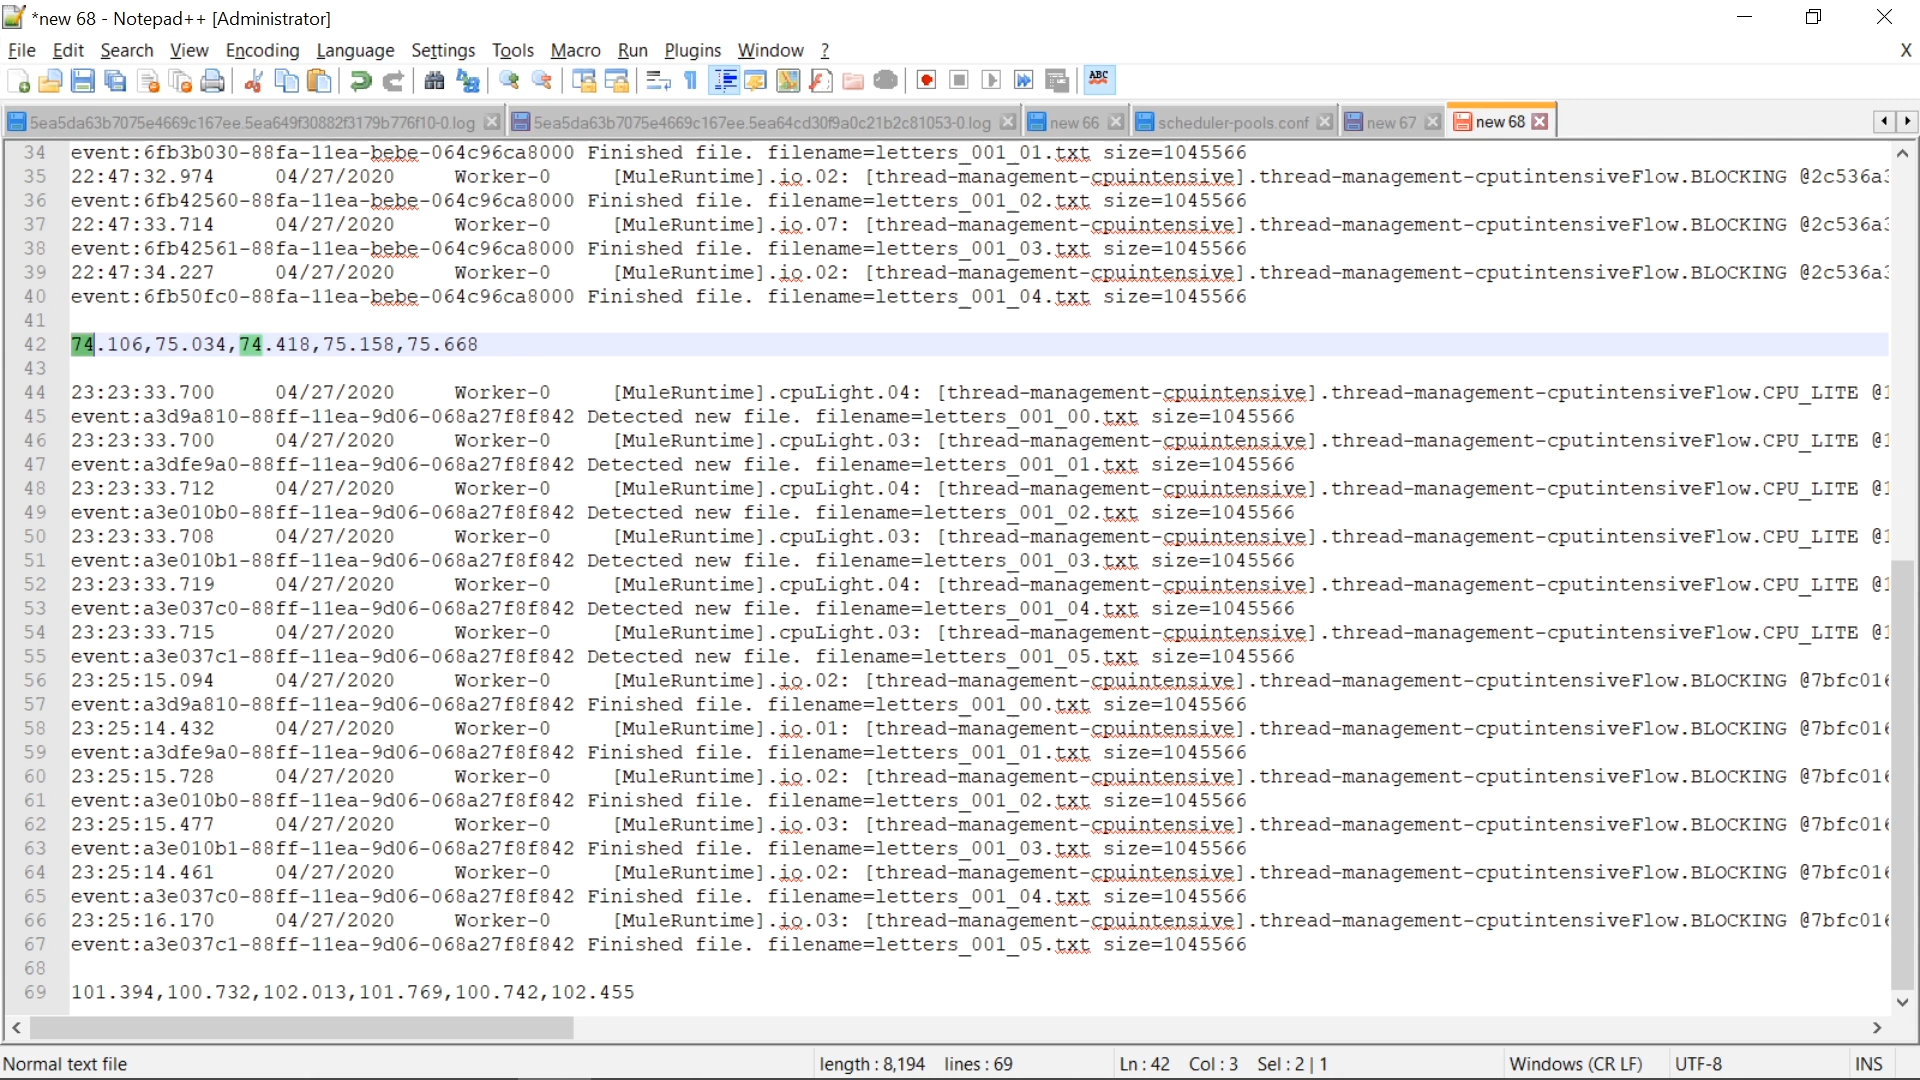 *new 68 - Notepad++ [Administrator]
File Edit Search View Encoding Language Settings Tools Macro Run Plugins Window ? X
ABC
5ea5da63b7075e4669c167ee.5ea649f30882f3179b776f10-0.log 5ea5da63b7075e4669c167ee.5ea64cd30f9a0c21b2c81053-0.log new 66 scheduler-pools.conf new 67 new 68
34 event:6fb3b030-88fa-11ea-bebe-064c96ca8000 Finished file. filename=letters_001_01.txt size=1045566
35 22:47:32.974 04/27/2020 Worker-0 [MuleRuntime].io.02: [thread-management-cpuintensive].thread-management-cputintensiveFlow.BLOCKING @2c536a
36 event:6fb42560-88fa-11ea-bebe-064c96ca8000 Finished file. filename=letters_001_02.txt size=1045566
37 22:47:33.714 04/27/2020 Worker-0 [MuleRuntime].io.07: [thread-management-cpuintensive].thread-management-cputintensiveFlow.BLOCKING @2c536a
38 event:6fb42561-88fa-11ea-bebe-064c96ca8000 Finished file. filename=letters_001_03.txt size=1045566
39 22:47:34.227 04/27/2020 Worker-0 [MuleRuntime].io.02: [thread-management-cpuintensive].thread-management-cputintensiveFlow.BLOCKING @2c536a
40 event:6fb50fc0-88fa-11ea-bebe-064c96ca8000 Finished file. filename=letters_001_04.txt size=1045566
41
42 74.106,75.034,74.418,75.158,75.668
43
44 23:23:33.700 04/27/2020 Worker-0 [MuleRuntime].cpuLight.04: [thread-management-cpuintensive].thread-management-cputintensiveFlow.CPU_LITE @1
45 event:a3d9a810-88ff-11ea-9d06-068a27f8f842 Detected new file. filename=letters_001_00.txt size=1045566
46 23:23:33.700 04/27/2020 Worker-0 [MuleRuntime].cpuLight.03: [thread-management-cpuintensive].thread-management-cputintensiveFlow.CPU_LITE @1
47 event:a3dfe9a0-88ff-11ea-9d06-068a27f8f842 Detected new file. filename=letters_001_01.txt size=1045566
48 23:23:33.712 04/27/2020 Worker-0 [MuleRuntime].cpuLight.04: [thread-management-cpuintensive].thread-management-cputintensiveFlow.CPU_LITE @1
49 event:a3e010b0-88ff-11ea-9d06-068a27f8f842 Detected new file. filename=letters_001_02.txt size=1045566
50 23:23:33.708 04/27/2020 Worker-0 [MuleRuntime].cpuLight.03: [thread-management-cpuintensive].thread-management-cputintensiveFlow.CPU_LITE @1
51 event:a3e010b1-88ff-11ea-9d06-068a27f8f842 Detected new file. filename=letters_001_03.txt size=1045566
52 23:23:33.719 04/27/2020 Worker-0 [MuleRuntime].cpuLight.04: [thread-management-cpuintensive].thread-management-cputintensiveFlow.CPU_LITE @1
53 event:a3e037c0-88ff-11ea-9d06-068a27f8f842 Detected new file. filename=letters_001_04.txt size=1045566
54 23:23:33.715 04/27/2020 Worker-0 [MuleRuntime].cpuLight.03: [thread-management-cpuintensive].thread-management-cputintensiveFlow.CPU_LITE @1
55 event:a3e037c1-88ff-11ea-9d06-068a27f8f842 Detected new file. filename=letters_001_05.txt size=1045566
56 23:25:15.094 04/27/2020 Worker-0 [MuleRuntime].io.02: [thread-management-cpuintensive].thread-management-cputintensiveFlow.BLOCKING @7bfc01
57 event:a3d9a810-88ff-11ea-9d06-068a27f8f842 Finished file. filename=letters_001_00.txt size=1045566
58 23:25:14.432 04/27/2020 Worker-0 [MuleRuntime].io.01: [thread-management-cpuintensive].thread-management-cputintensiveFlow.BLOCKING @7bfc01
59 event:a3dfe9a0-88ff-11ea-9d06-068a27f8f842 Finished file. filename=letters_001_01.txt size=1045566
60 23:25:15.728 04/27/2020 Worker-0 [MuleRuntime].io.02: [thread-management-cpuintensive].thread-management-cputintensiveFlow.BLOCKING @7bfc01
61 event:a3e010b0-88ff-11ea-9d06-068a27f8f842 Finished file. filename=letters_001_02.txt size=1045566
62 23:25:15.477 04/27/2020 Worker-0 [MuleRuntime].io.03: [thread-management-cpuintensive].thread-management-cputintensiveFlow.BLOCKING @7bfc01
63 event:a3e010b1-88ff-11ea-9d06-068a27f8f842 Finished file. filename=letters_001_03.txt size=1045566
64 23:25:14.461 04/27/2020 Worker-0 [MuleRuntime].io.02: [thread-management-cpuintensive].thread-management-cputintensiveFlow.BLOCKING @7bfc01
65 event:a3e037c0-88ff-11ea-9d06-068a27f8f842 Finished file. filename=letters_001_04.txt size=1045566
66 23:25:16.170 04/27/2020 Worker-0 [MuleRuntime].io.03: [thread-management-cpuintensive].thread-management-cputintensiveFlow.BLOCKING @7bfc01
67 event:a3e037c1-88ff-11ea-9d06-068a27f8f842 Finished file. filename=letters_001_05.txt size=1045566
68
69 101.394,100.732,102.013,101.769,100.742,102.455
Normal text file length : 8,194 lines : 69 Ln : 42 Col : 3 Sel : 2 | 1 Windows (CR LF) UTF-8 INS